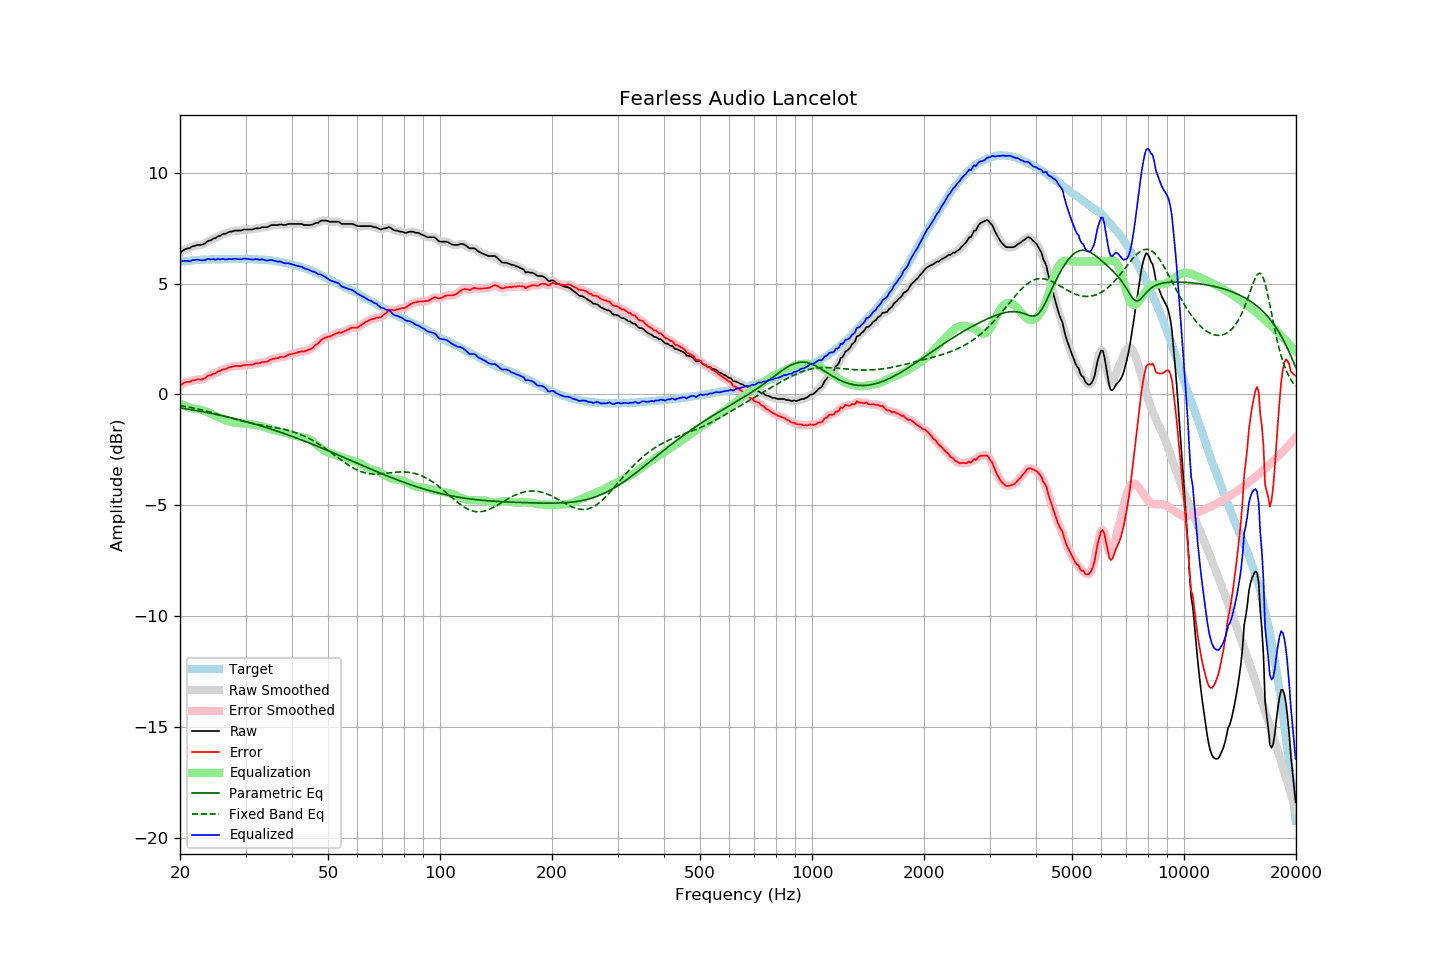 Fearless Audio Lancelot
Amplitude (dBr)
10
5
0
−5
−10
−15
−20
Target
Raw Smoothed
Error Smoothed
Raw
Error
Equalization
Parametric Eq
Fixed Band Eq
Equalized
20 50 100 200 500 1000 2000 5000 10000 20000
Frequency (Hz)